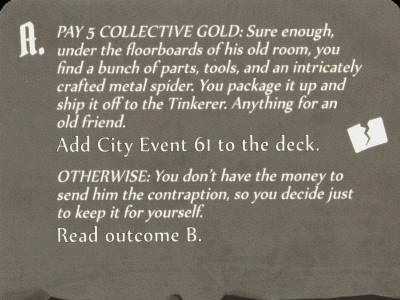 A. PAY 5 COLLECTIVE GOLD: Sure enough,
under the floorboards of his old room, you
find a bunch of parts, tools, and an intricately
crafted metal spider. You package it up and
ship it off to the Tinkerer. Anything for an
old friend.
Add City Event 61 to the deck.
OTHERWISE: You don't have the money to
send him the contraption, so you decide just
to keep it for yourself.
Read outcome B.